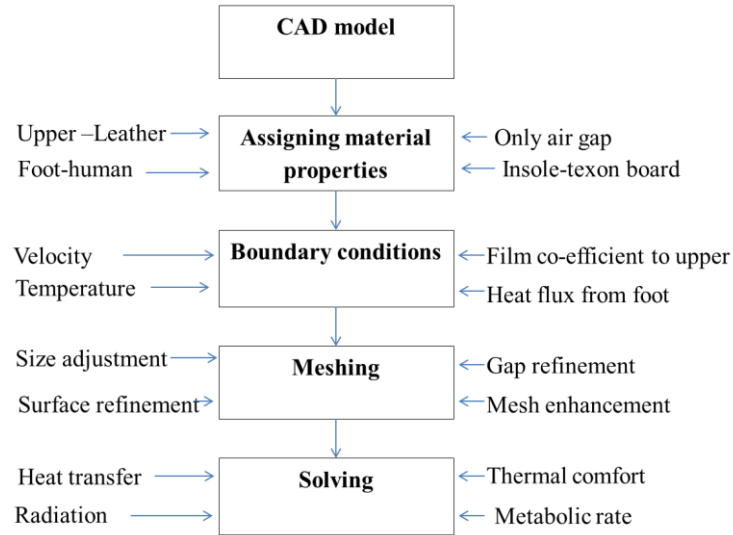 CAD model
Upper –Leather
Foot-human
Assigning material
properties
Only air gap
Insole-texon board
Velocity
Temperature
Boundary conditions
Film co-efficient to upper
Heat flux from foot
Size adjustment
Surface refinement
Meshing
Gap refinement
Mesh enhancement
Heat transfer
Radiation
Solving
Thermal comfort
Metabolic rate